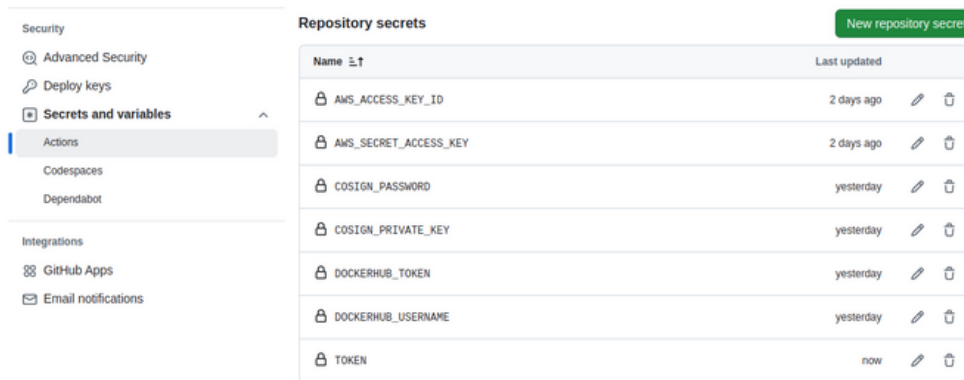 Security
Advanced Security
Deploy keys
Secrets and variables
Actions
Codespaces
Dependabot
Integrations
GitHub Apps
Email notifications
Repository secrets
New repository secre
Name
Last updated
AWS_ACCESS_KEY_ID 2 days ago
AWS_SECRET_ACCESS_KEY 2 days ago
COSIGN_PASSWORD yesterday
COSIGN_PRIVATE_KEY yesterday
DOCKERHUB_TOKEN yesterday
DOCKERHUB_USERNAME yesterday
TOKEN now